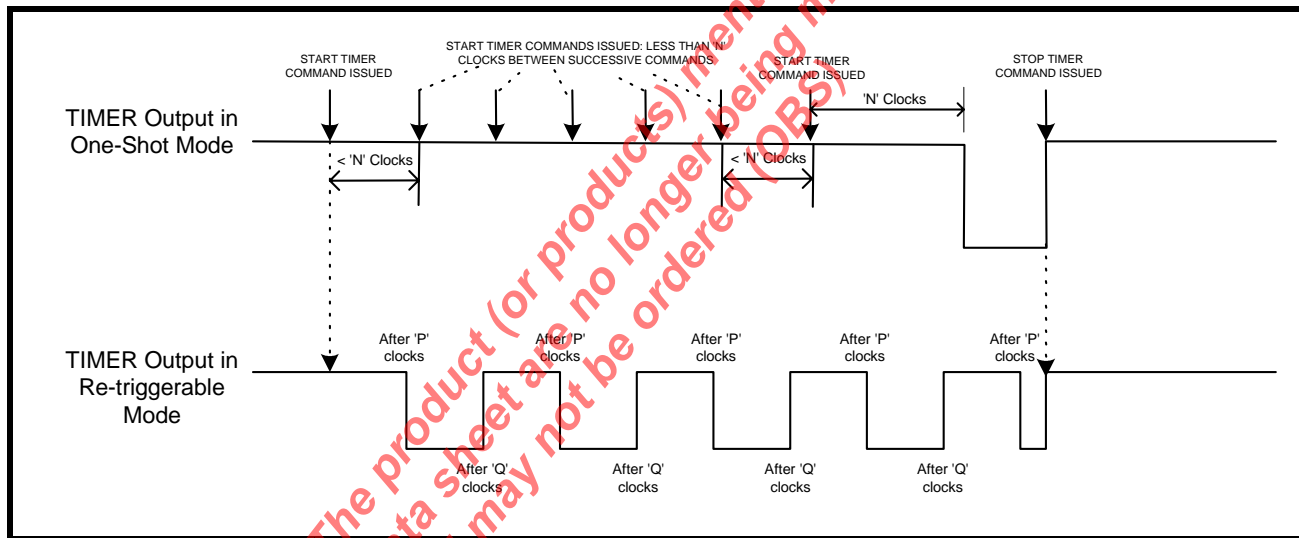 START TIMER
COMMAND ISSUED
START TIMER COMMANDS ISSUED: LESS THAN 'N'
CLOCKS BETWEEN SUCCESSIVE COMMANDS
START TIMER
COMMAND ISSUED
STOP TIMER
COMMAND ISSUED
'N' Clocks
TIMER Output in
One-Shot Mode
< 'N' Clocks
< 'N' Clocks
After 'P'
clocks
After 'P'
clocks
After 'P'
clocks
After 'P'
clocks
After 'P'
clocks
TIMER Output in
Re-triggerable
Mode
After 'Q'
clocks
After 'Q'
clocks
After 'Q'
clocks
After 'Q'
clocks
The product (or products)
data sheet are no longer being
may not be ordered (OBS)